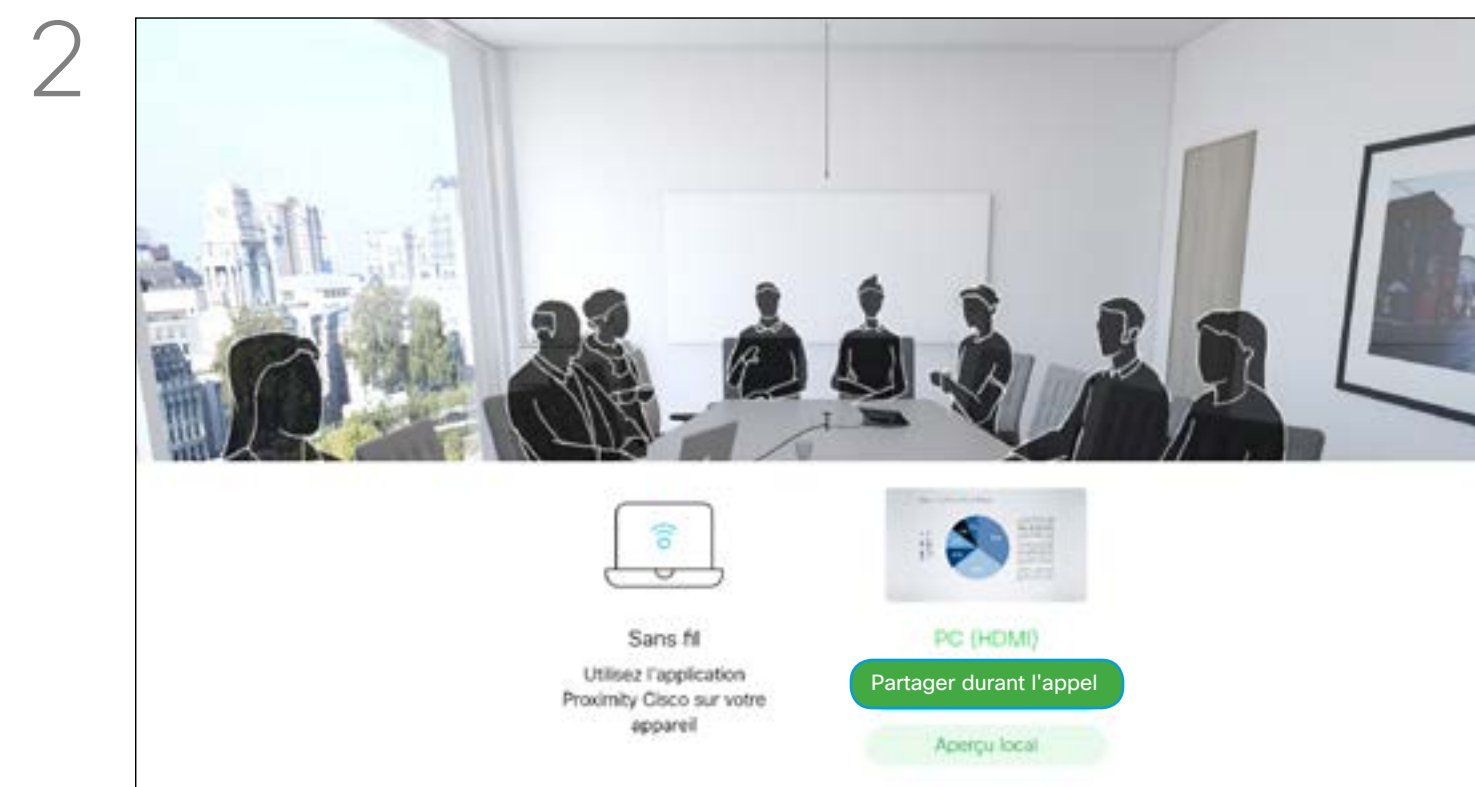 2
Sans fil
Utilisez l'application
Proximity Cisco sur votre
appareil
PC (HDMI)
Partager durant l'appel
Aperçu local